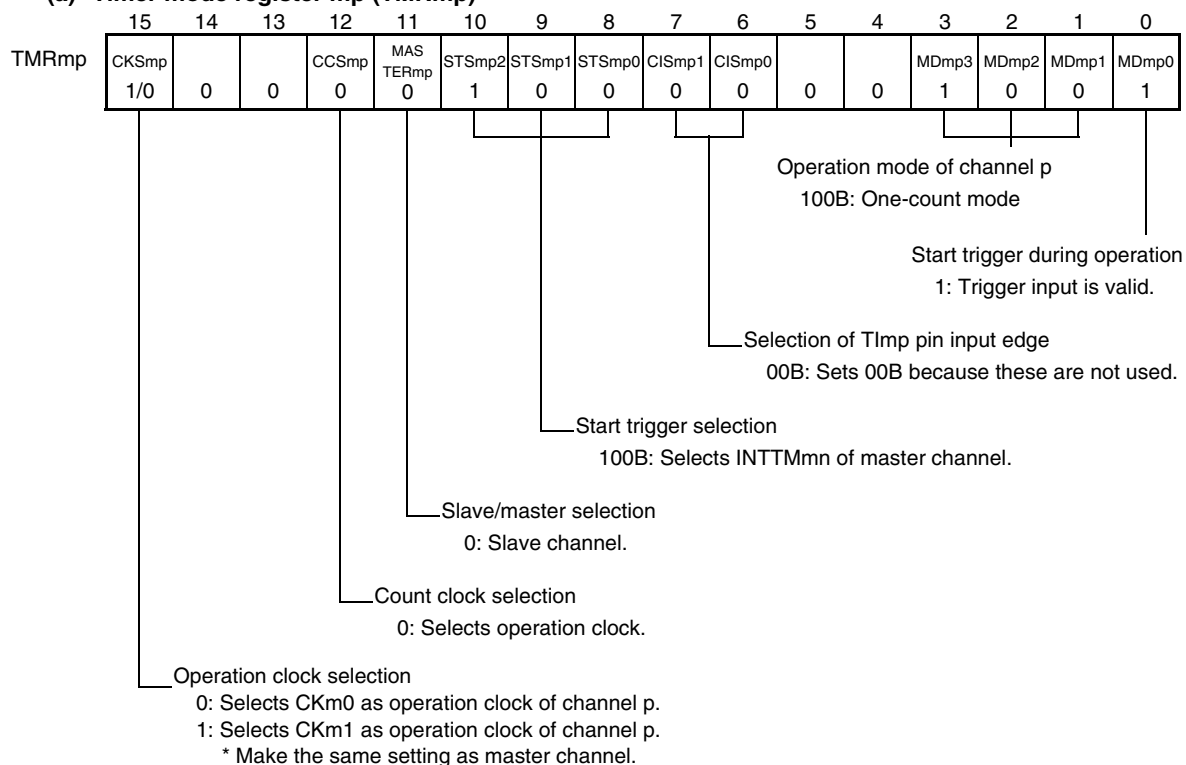 (a) Timer mode register mp (TMRmp)
15 14 13 12 11 10 9 8 7 6 5 4 3 2 1 0
TMRmp CKSmp CCSmp MAS TERmp STSmp2 STSmp1 STSmp0 CISmp1 CISmp0 MDmp3 MDmp2 MDmp1 MDmp0
1/0 0 0 0 0 1 0 0 0 0 0 0 1 0 0 1
Operation mode of channel p
100B: One-count mode
Start trigger during operation
1: Trigger input is valid.
Selection of TImp pin input edge
00B: Sets 00B because these are not used.
Start trigger selection
100B: Selects INTTMmn of master channel.
Slave/master selection
0: Slave channel.
Count clock selection
0: Selects operation clock.
Operation clock selection
0: Selects CKm0 as operation clock of channel p.
1: Selects CKm1 as operation clock of channel p.
* Make the same setting as master channel.